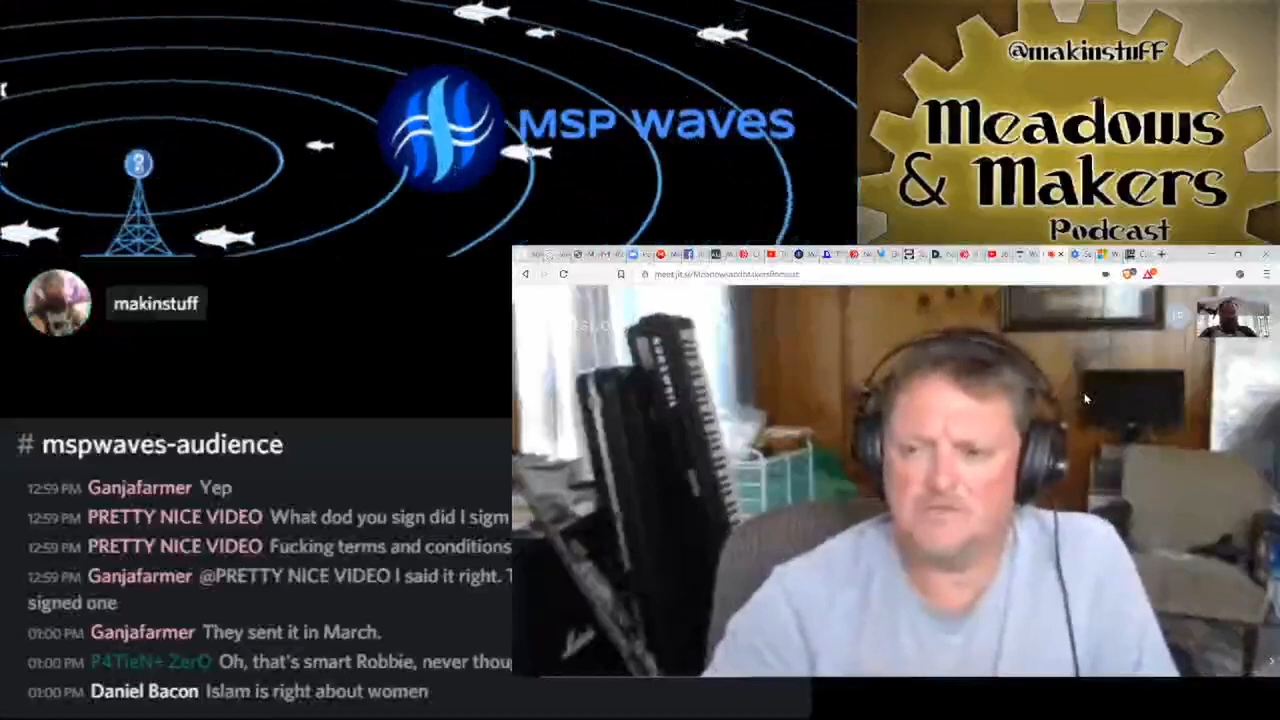 @makinstuff
Meadows
& Makers
Podcast
MSP WAVES
makinstuff
# mspwaves-audience
12:59 PM Ganjafarmer Yep
12:59 PM PRETTY NICE VIDEO What dod you sign did I sigm
12:59 PM PRETTY NICE VIDEO Fucking terms and conditions
12:59 PM Ganjafarmer @PRETTY NICE VIDEO I said it right.
signed one
01:00 PM Ganjafarmer They sent it in March.
01:00 PM P4TieN+ ZerO Oh, that's smart Robbie, never thou
01:00 PM Daniel Bacon Islam is right about women